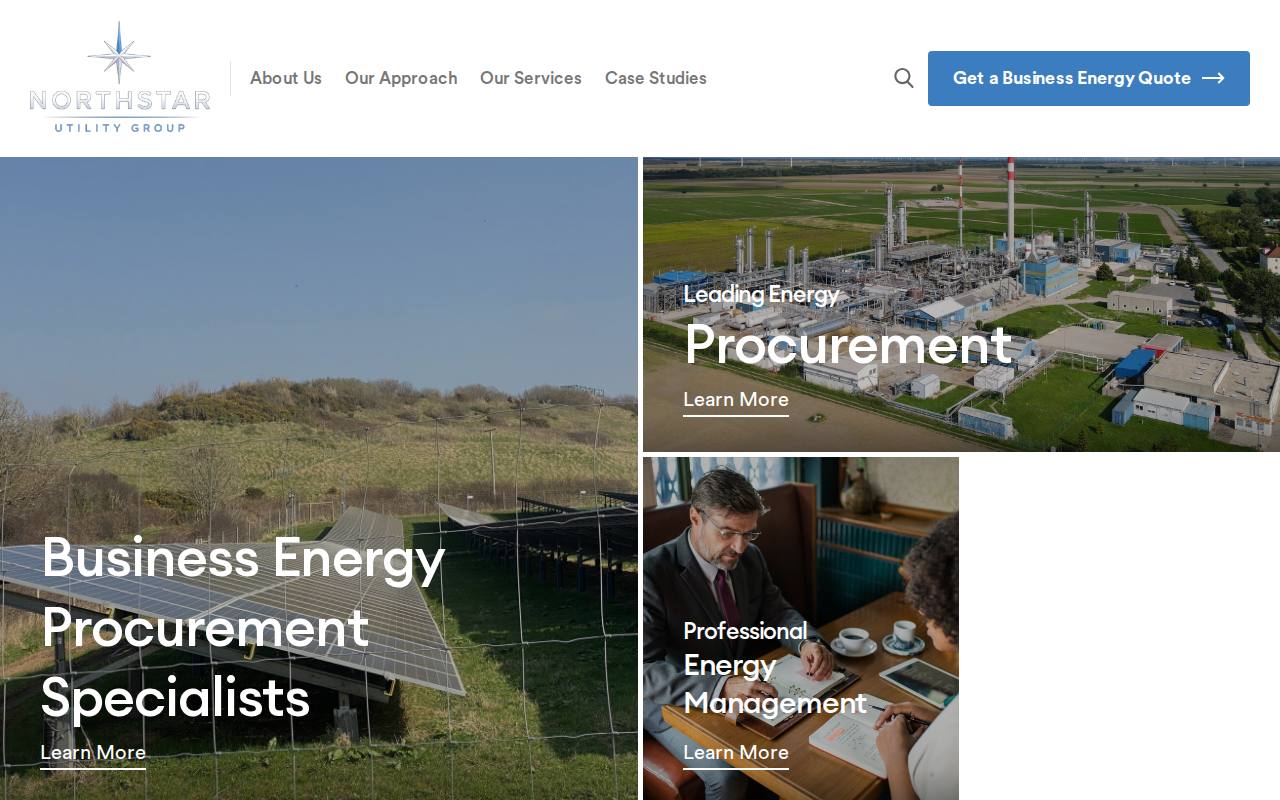 NORTHSTAR
UTILITY GROUP
About Us
Our Approach
Our Services
Case Studies
Get a Business Energy Quote
Business Energy
Procurement
Specialists
Learn More
Leading Energy
Procurement
Learn More
Professional
Energy
Management
Learn More